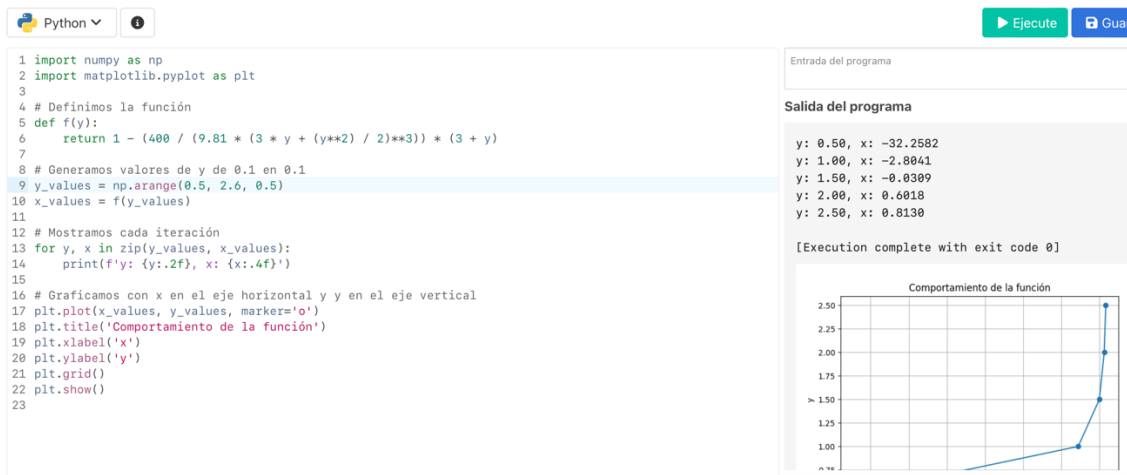 Python
Ejecute
Gua
1 import numpy as np
2 import matplotlib.pyplot as plt
3
4 # Definimos la función
5 def f(y):
6     return 1 - (400 / (9.81 * (3 * y + (y**2) / 2)**3)) * (3 + y)
7
8 # Generamos valores de y de 0.1 en 0.1
9 y_values = np.arange(0.5, 2.6, 0.5)
10 x_values = f(y_values)
11
12 # Mostramos cada iteración
13 for y, x in zip(y_values, x_values):
14     print(f'y: {y:.2f}, x: {x:.4f}')
15
16 # Graficamos con x en el eje horizontal y y en el eje vertical
17 plt.plot(x_values, y_values, marker='o')
18 plt.title('Comportamiento de la función')
19 plt.xlabel('x')
20 plt.ylabel('y')
21 plt.grid()
22 plt.show()
23
Entrada del programa
Salida del programa
y: 0.50, x: -32.2582
y: 1.00, x: -2.8041
y: 1.50, x: -0.0309
y: 2.00, x: 0.6018
y: 2.50, x: 0.8130
[Execution complete with exit code 0]
Comportamiento de la función
2.50
2.25
2.00
1.75
y
1.50
1.25
1.00
0.75